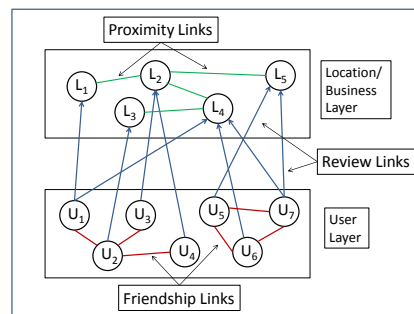 Proximity Links
L1
L2
L5
L3
L4
Location/
Business
Layer
Review Links
U1
U3
U5
U7
U2
U4
U6
User
Layer
Friendship Links